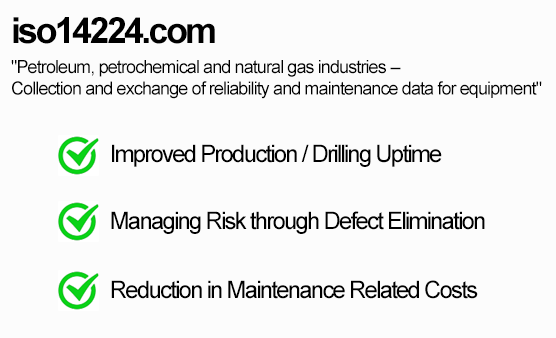 iso14224.com
"Petroleum, petrochemical and natural gas industries –
Collection and exchange of reliability and maintenance data for equipment"
Improved Production / Drilling Uptime
Managing Risk through Defect Elimination
Reduction in Maintenance Related Costs